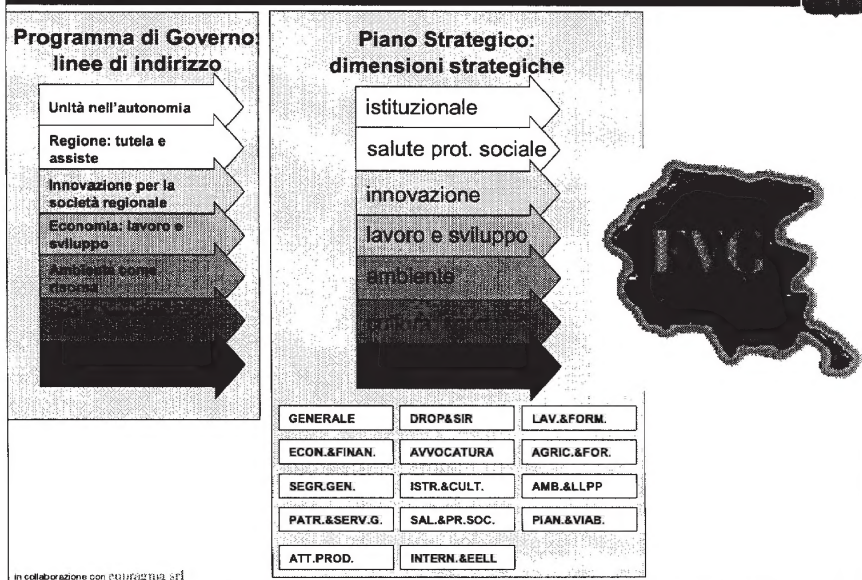 Programma di Governo:
linee di indirizzo
Unità nell'autonomia
Regione: tutela e
assiste
Innovazione per la
società regionale
Economia: lavoro e
sviluppo
Ambiente come
risorsa
Piano Strategico:
dimensioni strategiche
istituzionale
salute prot. sociale
innovazione
lavoro e sviluppo
ambiente
FVG
GENERALE DROP&SIR LAV.&FORM.
ECON.&FINAN. AVVOCATURA AGRIC.&FOR.
SEGR.GEN. ISTR.&CULT. AMB.&LLPP
PATR.&SERV.G. SAL.&PR.SOC. PIAN.&VIAB.
ATT.PROD. INTERN.&EELL
in collaborazione con eupragma srl